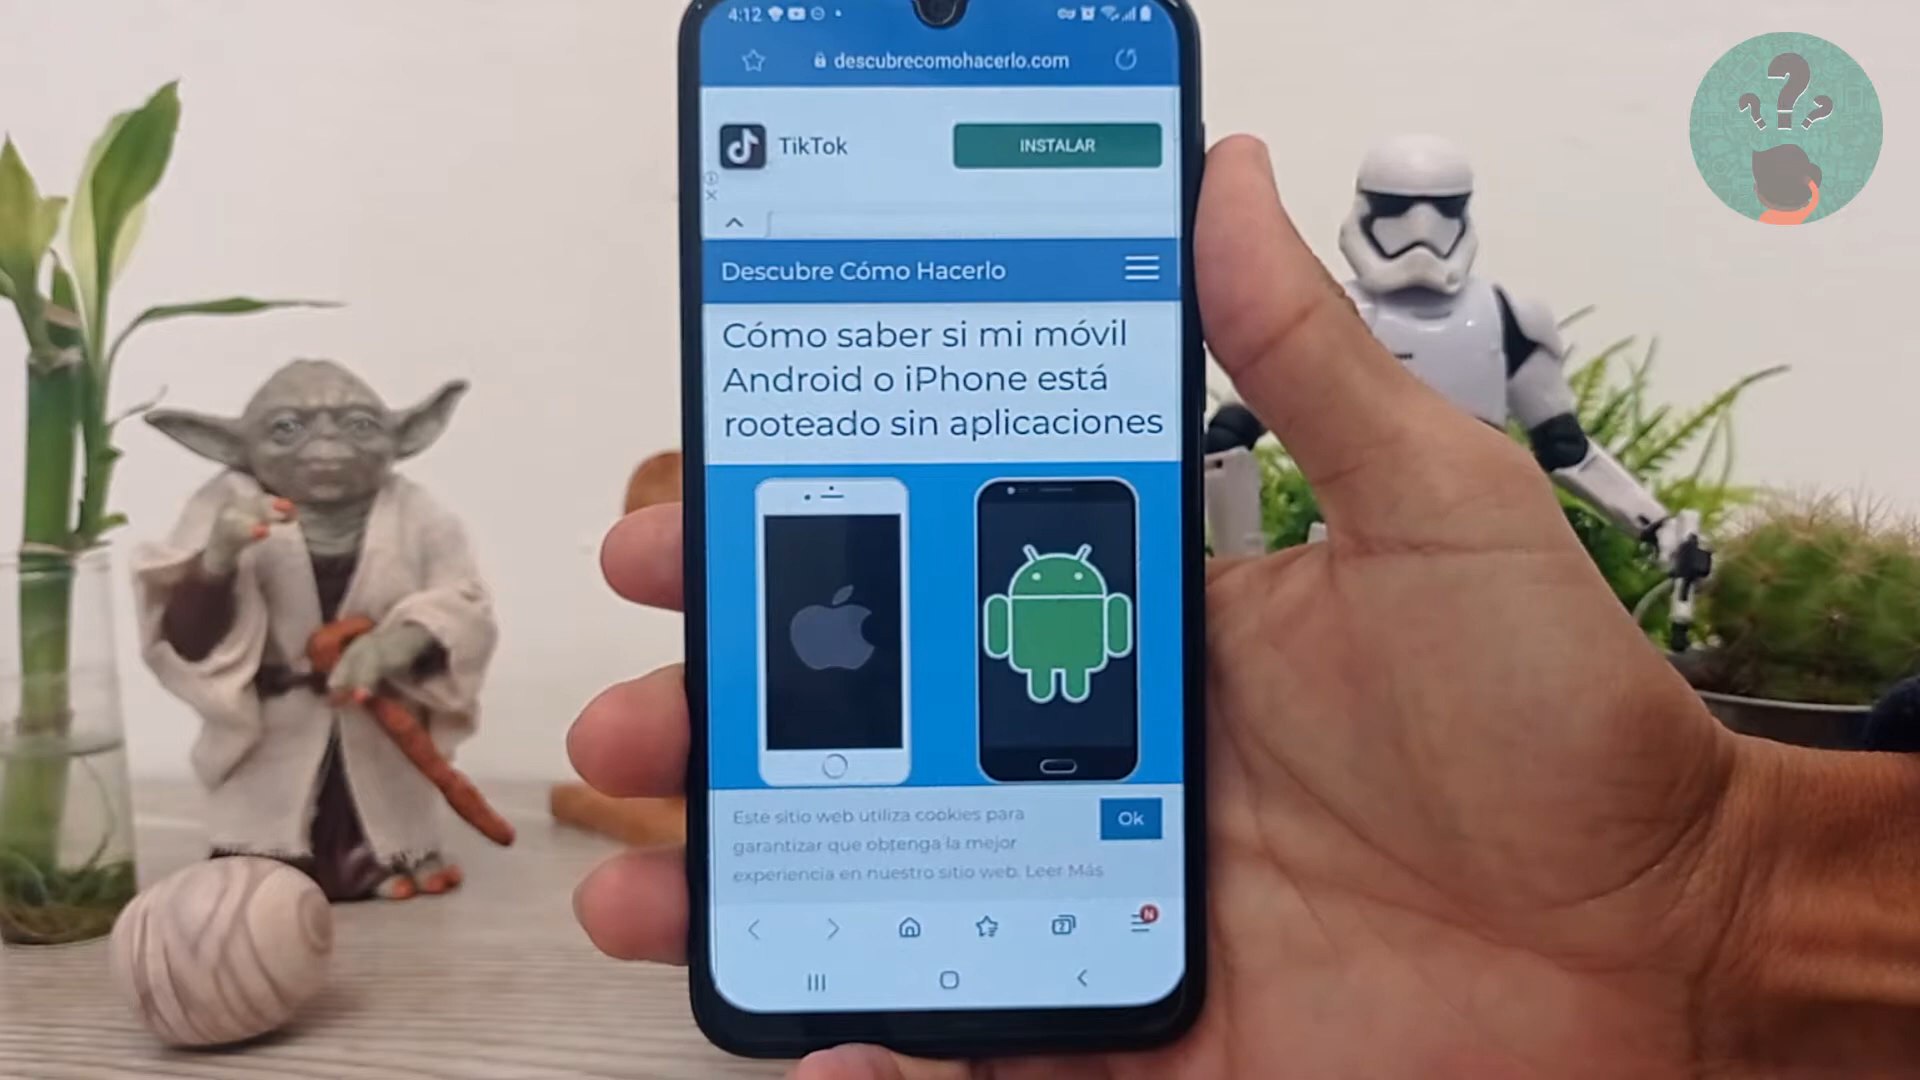 4:12
descubrecomohacerlo.com
TikTok
INSTALAR
Descubre Cómo Hacerlo
Cómo saber si mi móvil
Android o iPhone está
rooteado sin aplicaciones
Este sitio web utiliza cookies para
garantizar que obtenga la mejor
experiencia en nuestro sitio web. Leer Más
Ok
2
N